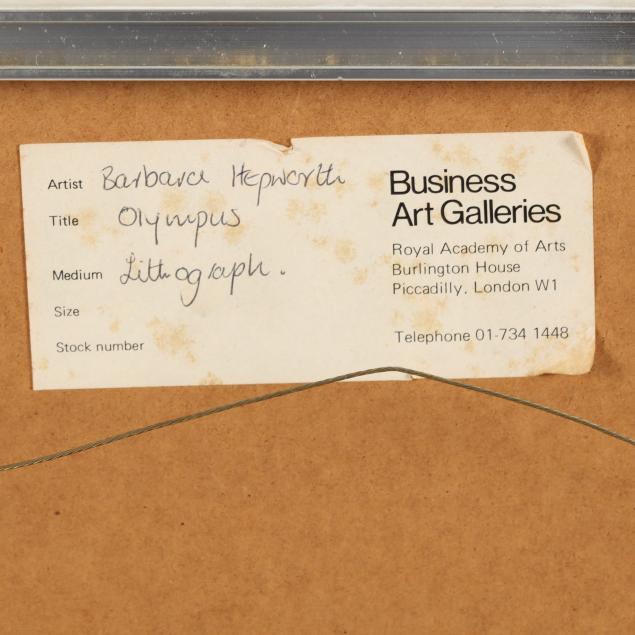 Artist Barbara Hepworth
Title Olympus
Medium Lithograph.
Size
Stock number
Business
Art Galleries
Royal Academy of Arts
Burlington House
Piccadilly, London W1
Telephone 01-734 1448